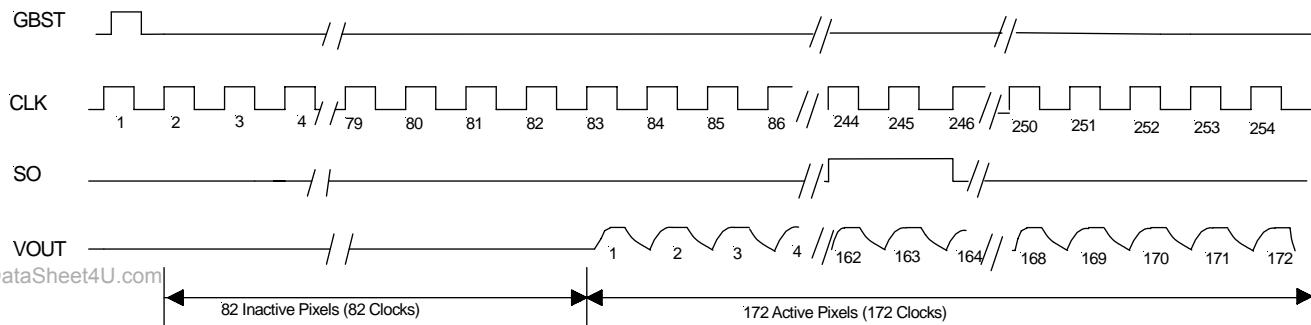 GBST
CLK
1 2 3 4 79 80 81 82 83 84 85 86 244 245 246 250 251 252 253 254
SO
VOUT
1 2 3 4 162 163 164 168 169 170 171 172
ataSheet4U.com
82 Inactive Pixels (82 Clocks)
172 Active Pixels (172 Clocks)